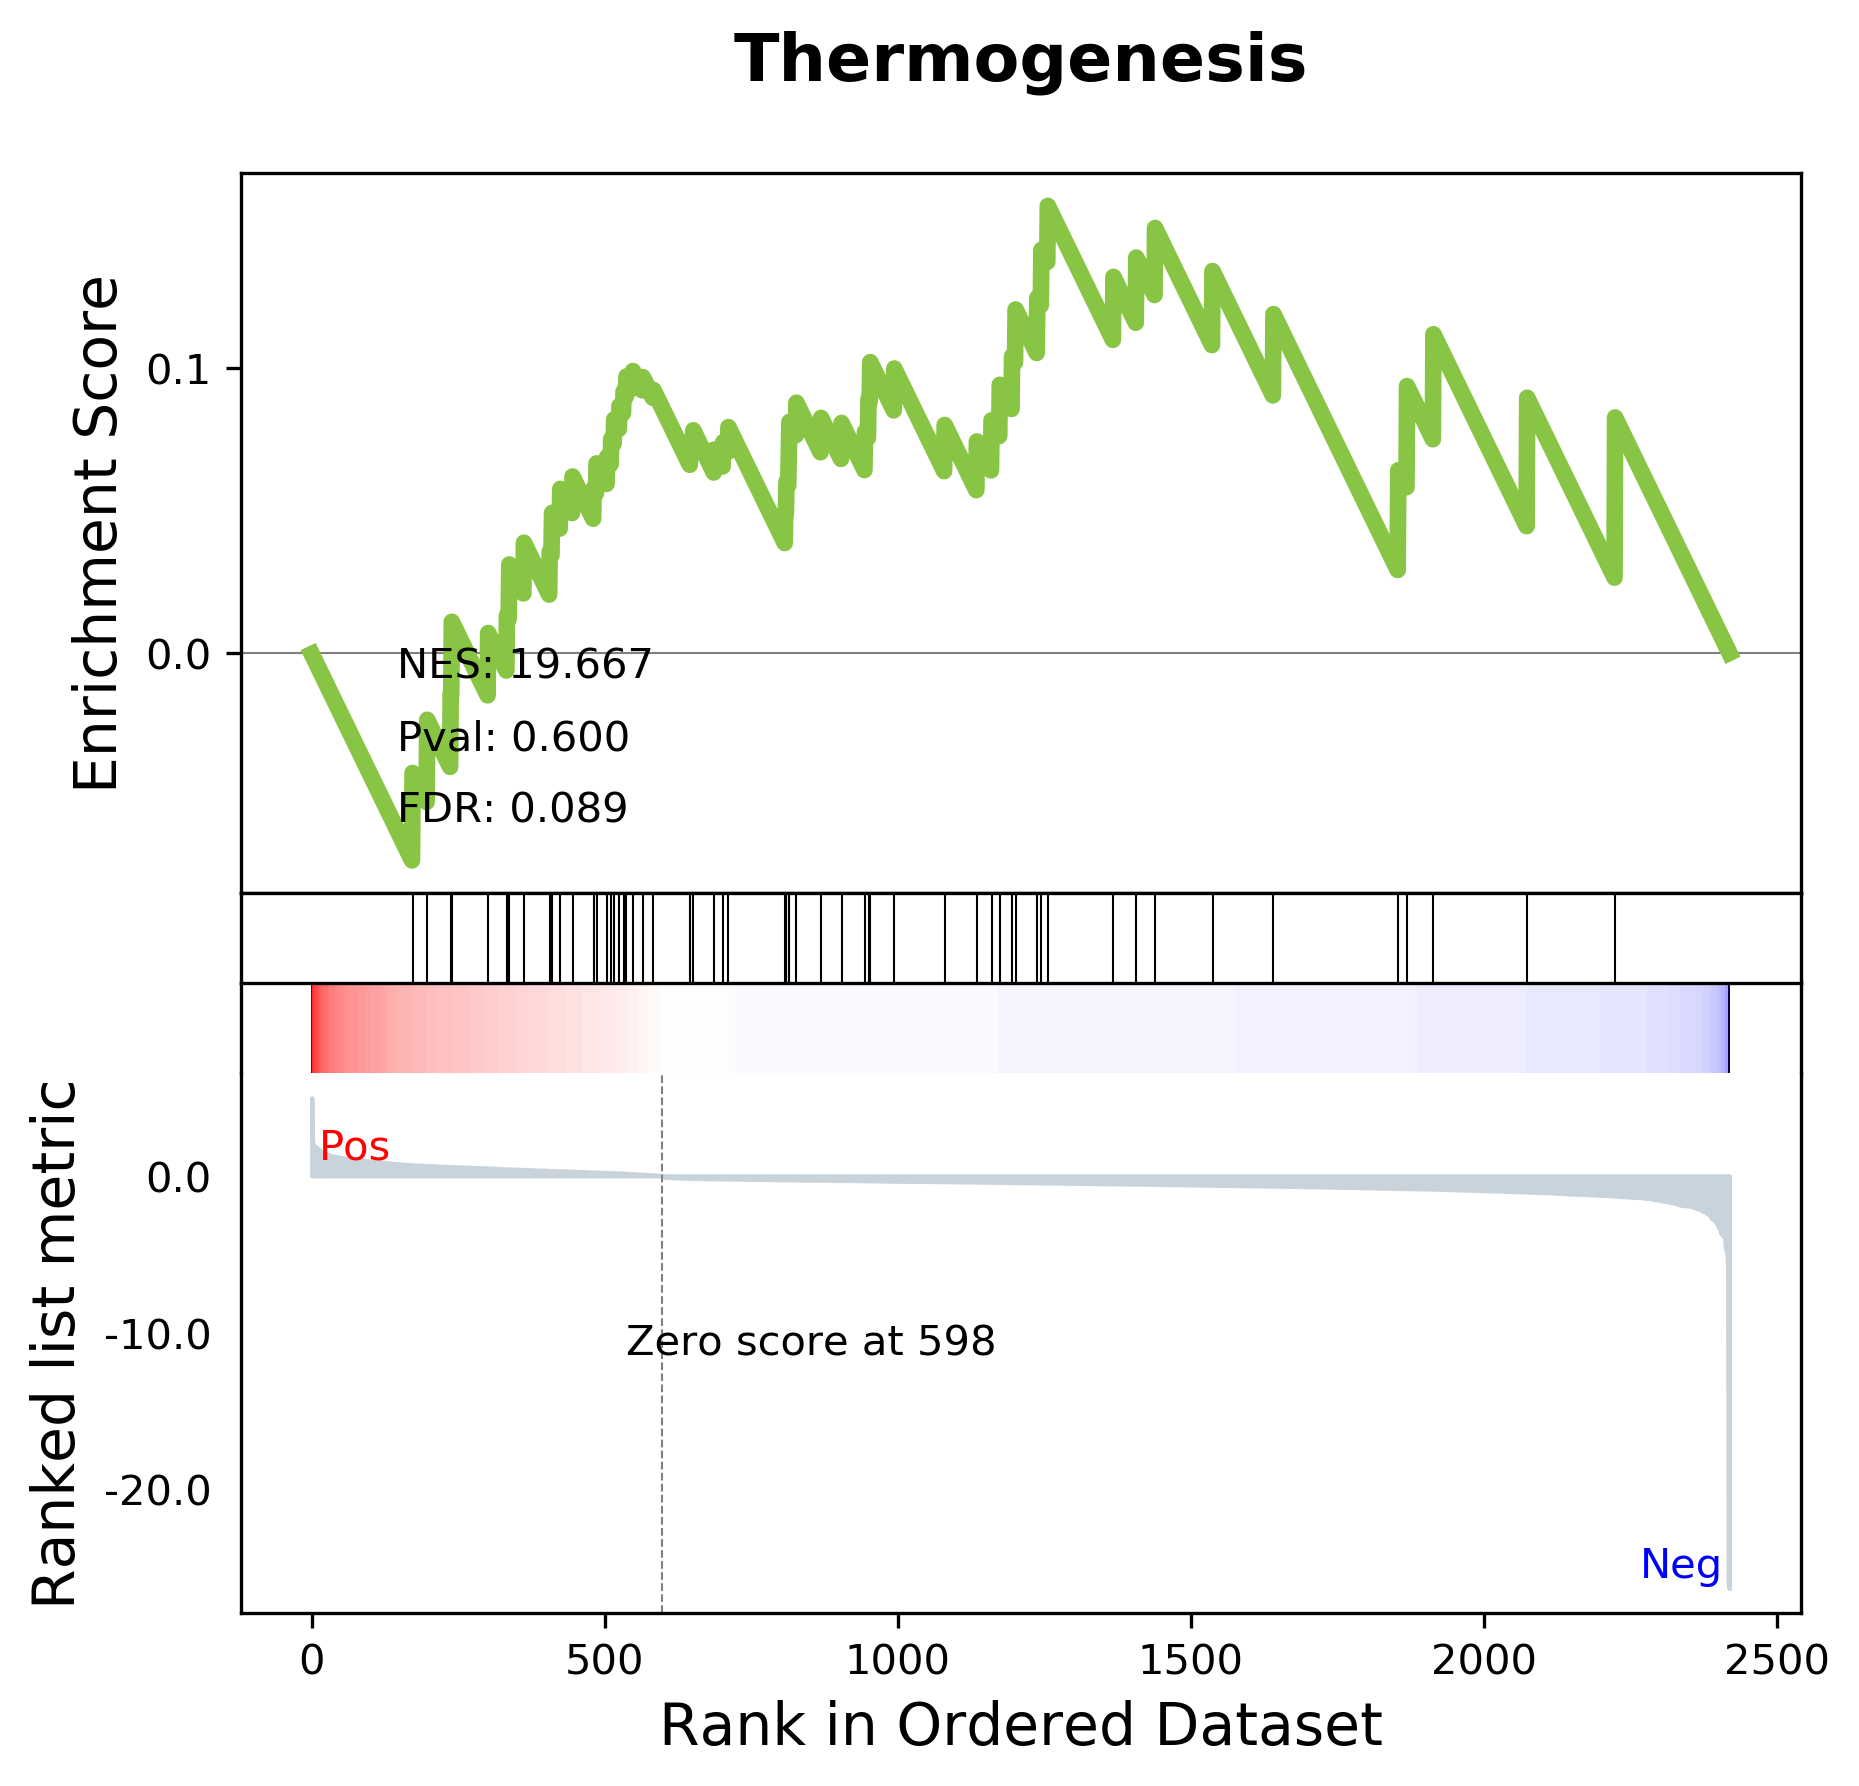 Thermogenesis
Enrichment Score
0.1
0.0
NES: 19.667
Pval: 0.600
FDR: 0.089
Ranked list metric
Pos
0.0
-10.0
Zero score at 598
-20.0
Neg
0 500 1000 1500 2000 2500
Rank in Ordered Dataset